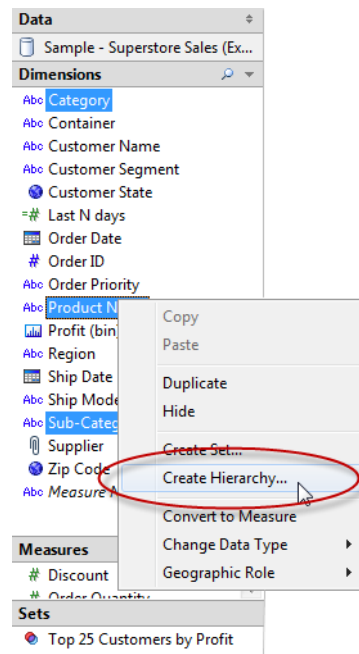 Data
Sample - Superstore Sales (Ex...
Dimensions
Abc Category
Abc Container
Abc Customer Name
Abc Customer Segment
Customer State
=# Last N days
Order Date
# Order ID
Abc Order Priority
Abc Product N
Profit (bin)
Abc Region
Ship Date
Abc Ship Mode
Abc Sub-Categ
Supplier
Zip Code
Abc Measure N
Copy
Paste
Duplicate
Hide
Create Set...
Create Hierarchy...
Convert to Measure
Change Data Type
Geographic Role
Measures
# Discount
# Order Quantity
Sets
Top 25 Customers by Profit